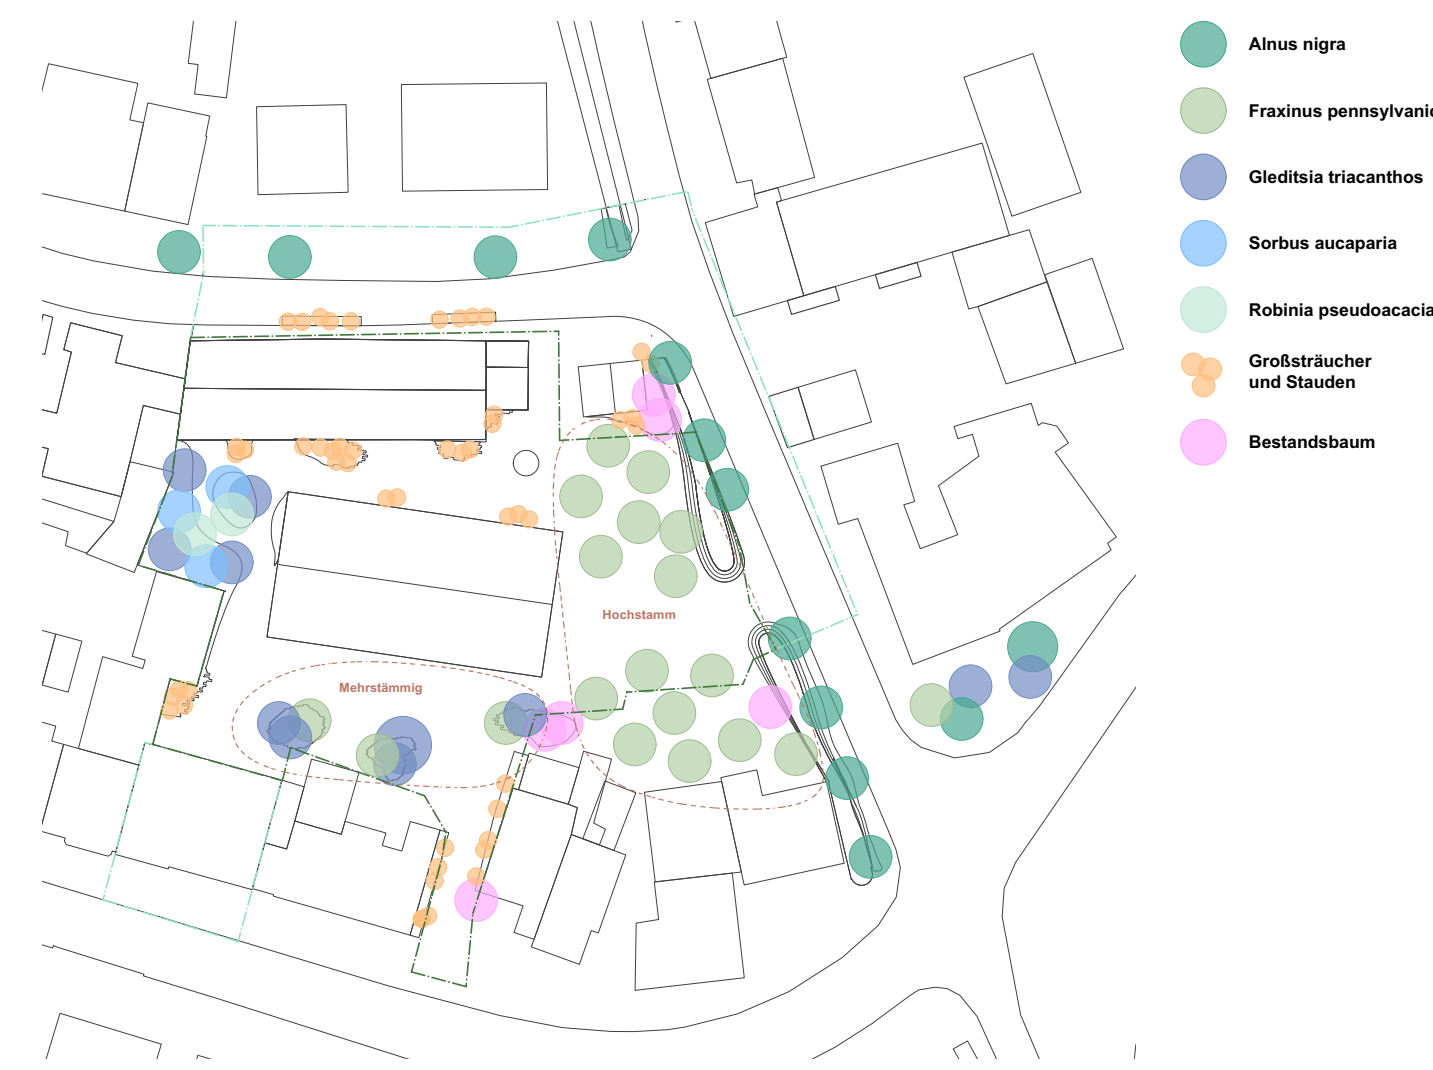 Alnus nigra
Fraxinus pennsylvanic
Gleditsia triacanthos
Sorbus aucaparia
Robinia pseudoacacia
Großsträucher
und Stauden
Bestandsbaum
Hochstamm
Mehrstämmig